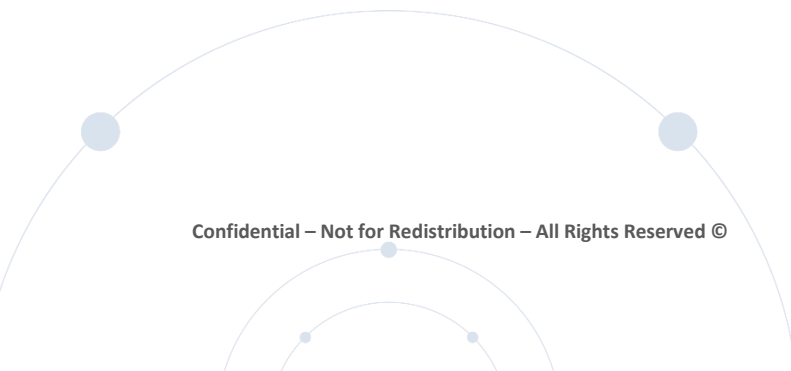 Confidential – Not for Redistribution – All Rights Reserved ©